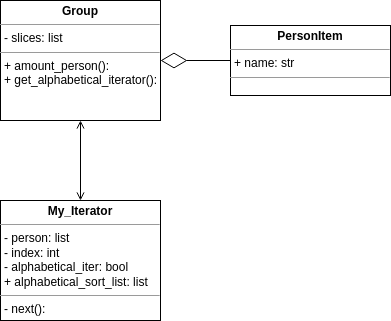 Group
- slices: list
+ amount_person():
+ get_alphabetical_iterator():
PersonItem
+ name: str
My_Iterator
- person: list
- index: int
- alphabetical_iter: bool
+ alphabetical_sort_list: list
- next():